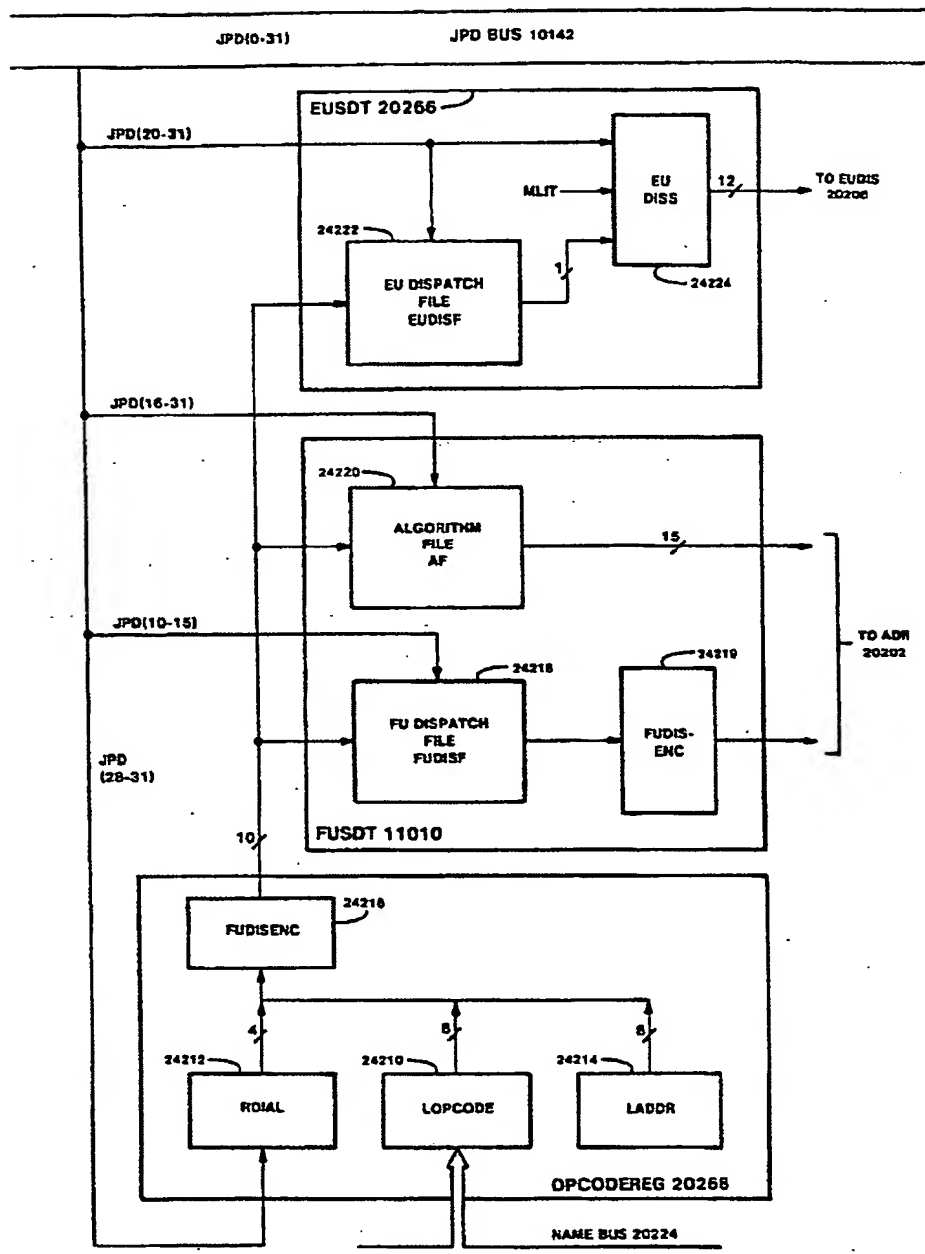 JPD(0-31)
JPD BUS 10142
EUSDT 20266
JPD(20-31)
EU
DISS
MLIT
12
TO EUDIS
20206
24222
EU DISPATCH
FILE
EUDISF
1
24224
JPD(16-31)
24220
ALGORITHM
FILE
AF
15
JPD(10-15)
24218
24219
TO ADR
20202
FU DISPATCH
FILE
FUDISF
FUDIS-
ENC
JPD
(28-31)
FUSDT 11010
10
FUDISENC
24216
4
8
8
24212
24210
24214
RDIAL
LOPCODE
LADDR
OPCODEREG 20268
NAME BUS 20224